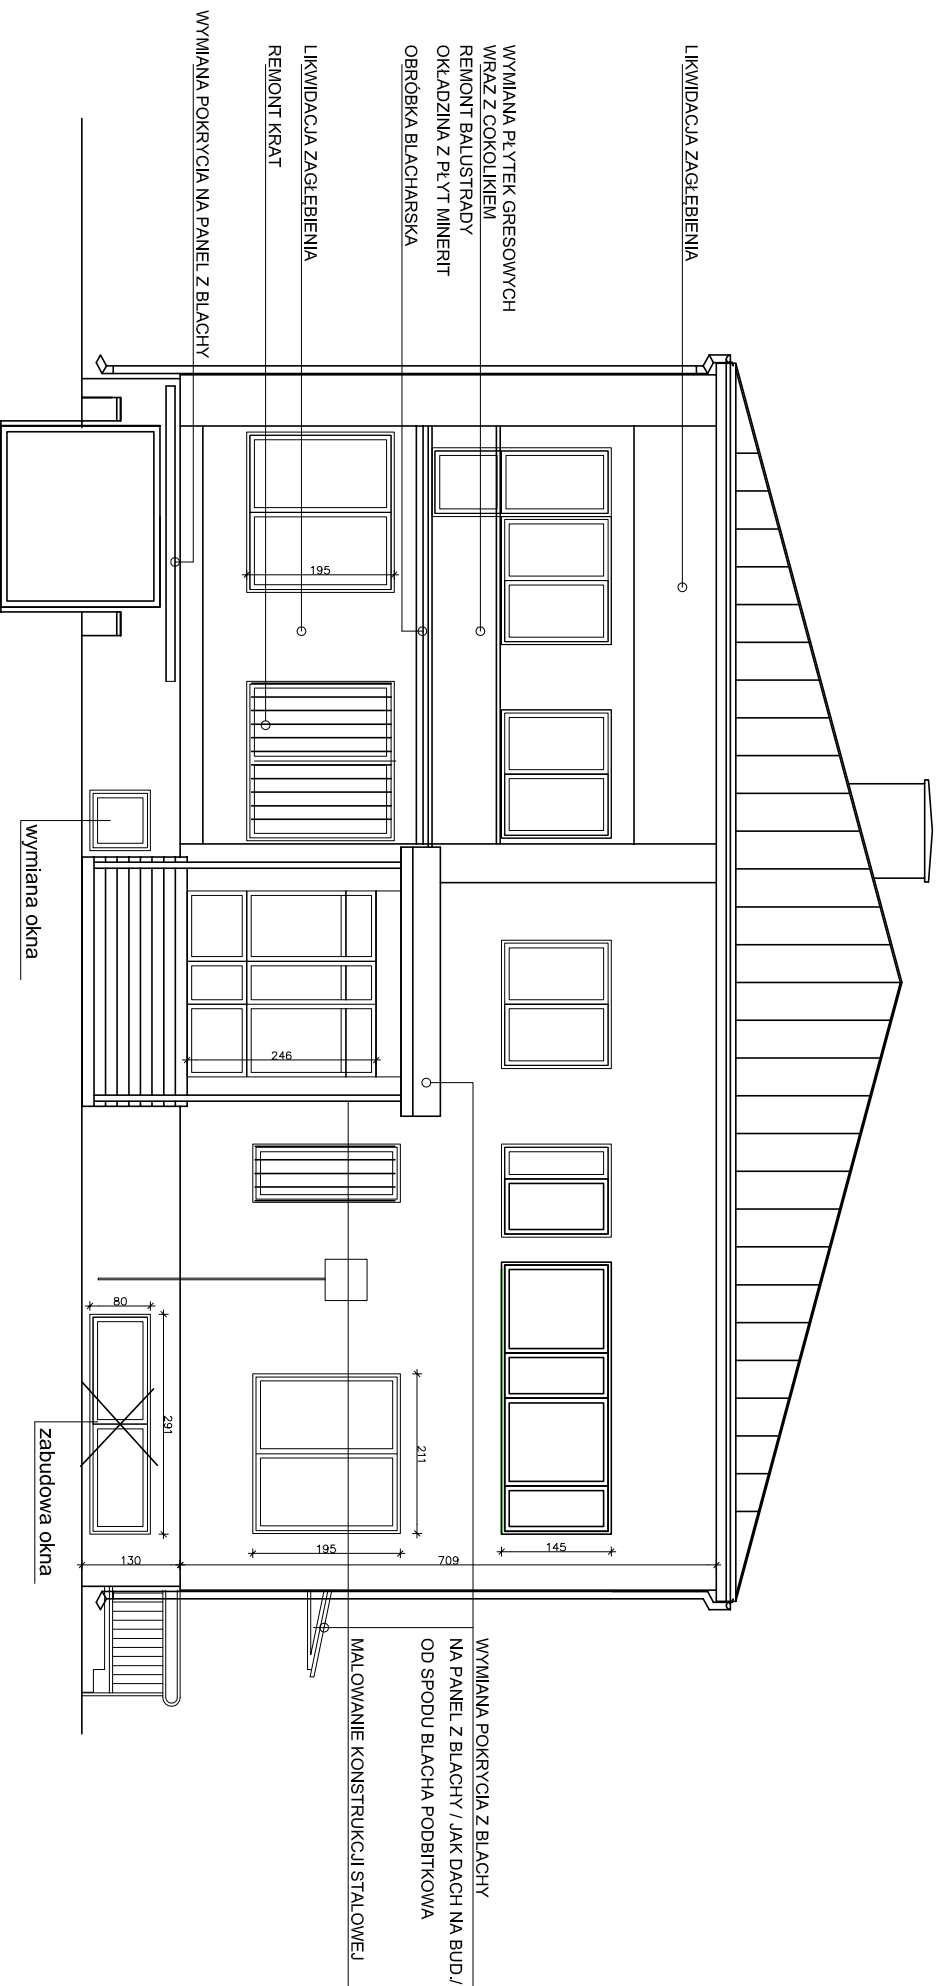 LIKWIDACJA ZAGŁĘBIENIA
WYMIANA PŁYTEK GRESOWYCH
WRAZ Z COKOLIKIEM
REMONT BALUSTRADY
OKŁADZINA Z PŁYT MINERIT
OBRÓBKA BLACHARSKA
LIKWIDACJA ZAGŁĘBIENIA
REMONT KRAT
WYMIANA POKRYCIA NA PANEL Z BLACHY
wymiana okna
195
246
80
291
211
195
145
709
130
zabudowa okna
WYMIANA POKRYCIA Z BLACHY
NA PANEL Z BLACHY / JAK DACH NA BUD./
OD SPODU BLACHA PODBITKOWA
MALOWANIE KONSTRUKCJI STALOWEJ